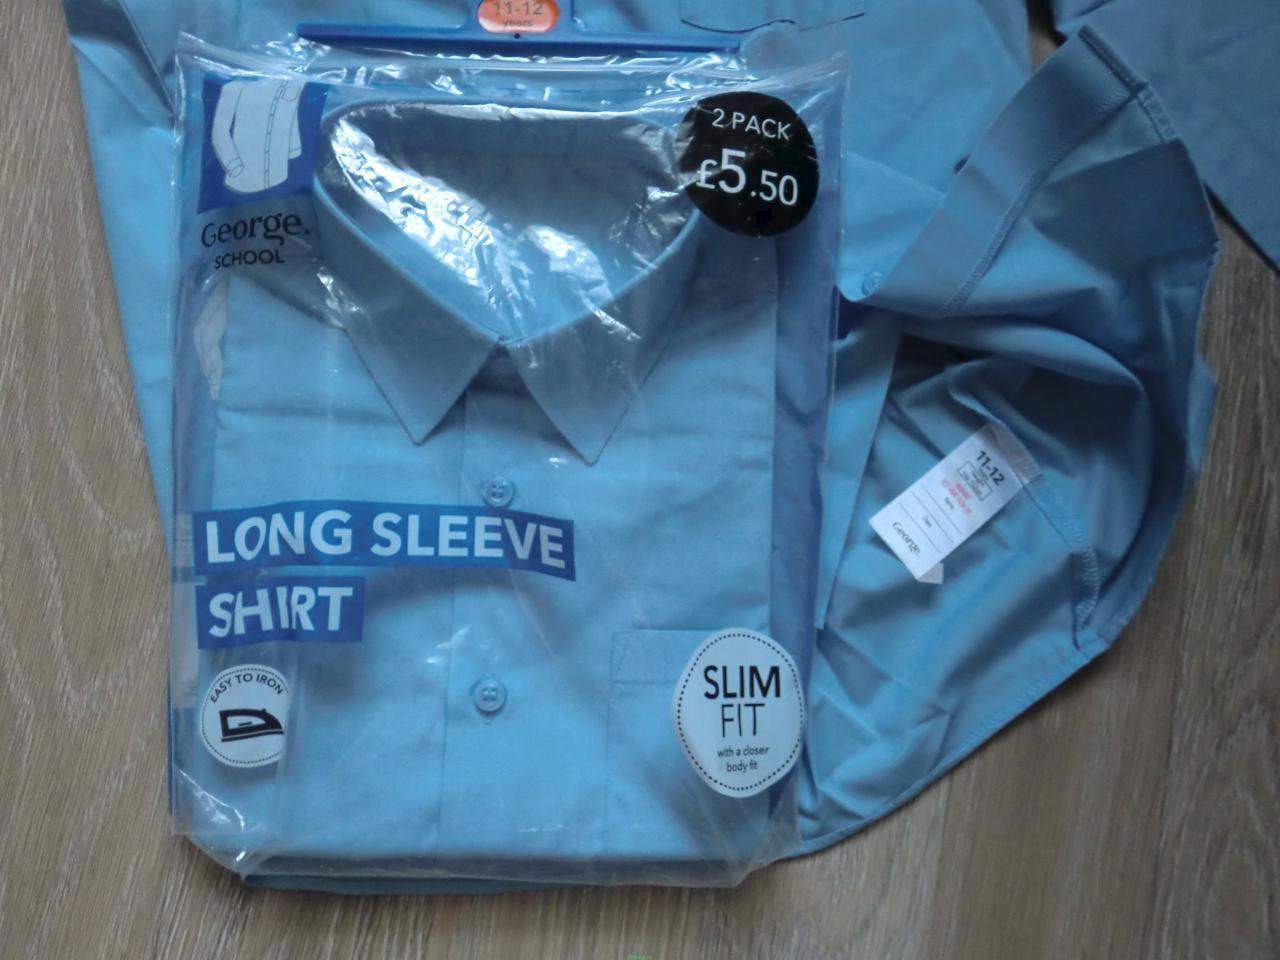 11-12
years
2 PACK
£5.50
George.
SCHOOL
LONG SLEEVE
SHIRT
EASY TO IRON
SLIM
FIT
with a closer
body fit
11-12
George.